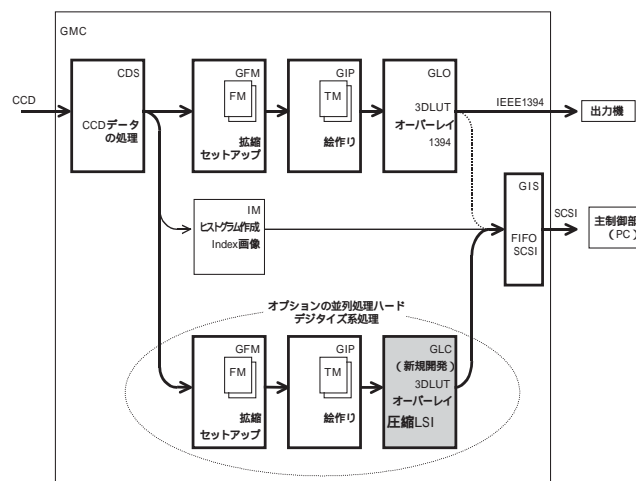 GMC
CCD
CDS
CCDデータ
の処理
GFM
FM
拡縮
セットアップ
GIP
TM
絵作り
GLO
3DLUT
オーバーレイ
1394
IEEE1394
出力機
IM
ヒストグラム作成
Index画像
GIS
FIFO
SCSI
SCSI
主制御部
（PC）
オプションの並列処理ハード
デジタイズ系処理
GFM
FM
拡縮
セットアップ
GIP
TM
絵作り
GLC
（新規開発）
3DLUT
オーバーレイ
圧縮LSI